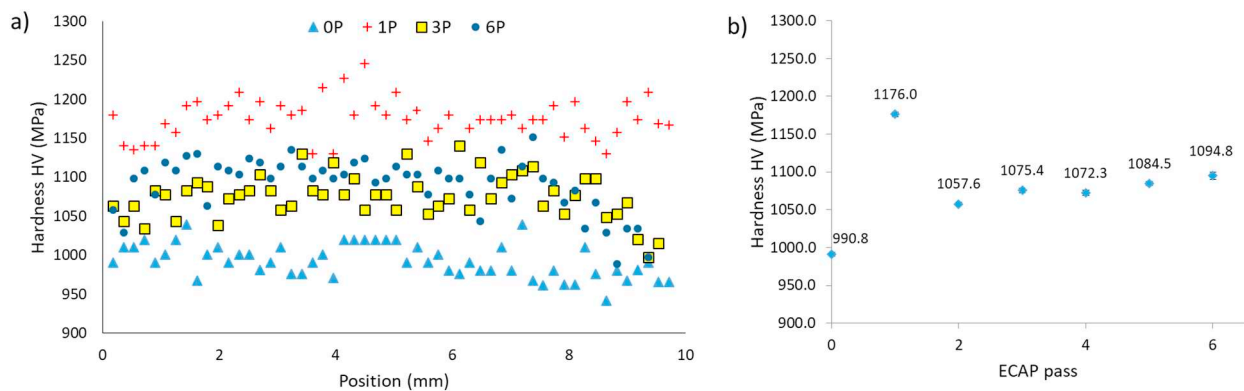 a)
0P 1P 3P 6P
Hardness HV (MPa)
1300
1250
1200
1150
1100
1050
1000
950
900
0 2 4 6 8 10
Position (mm)
b)
Hardness HV (MPa)
1300.0
1250.0
1200.0
1150.0
1100.0
1050.0
1000.0
950.0
900.0
990.8
1176.0
1057.6
1075.4
1072.3
1084.5
1094.8
0 2 4 6
ECAP pass